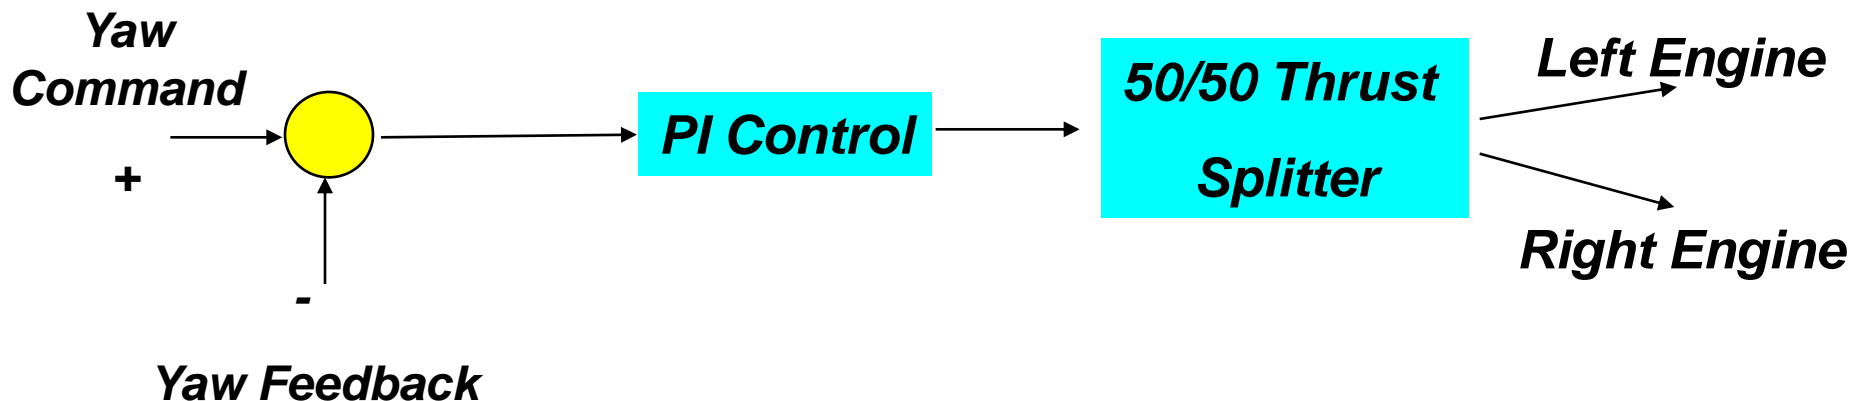 Yaw
Command
+
-
Yaw Feedback
PI Control
50/50 Thrust
Splitter
Left Engine
Right Engine